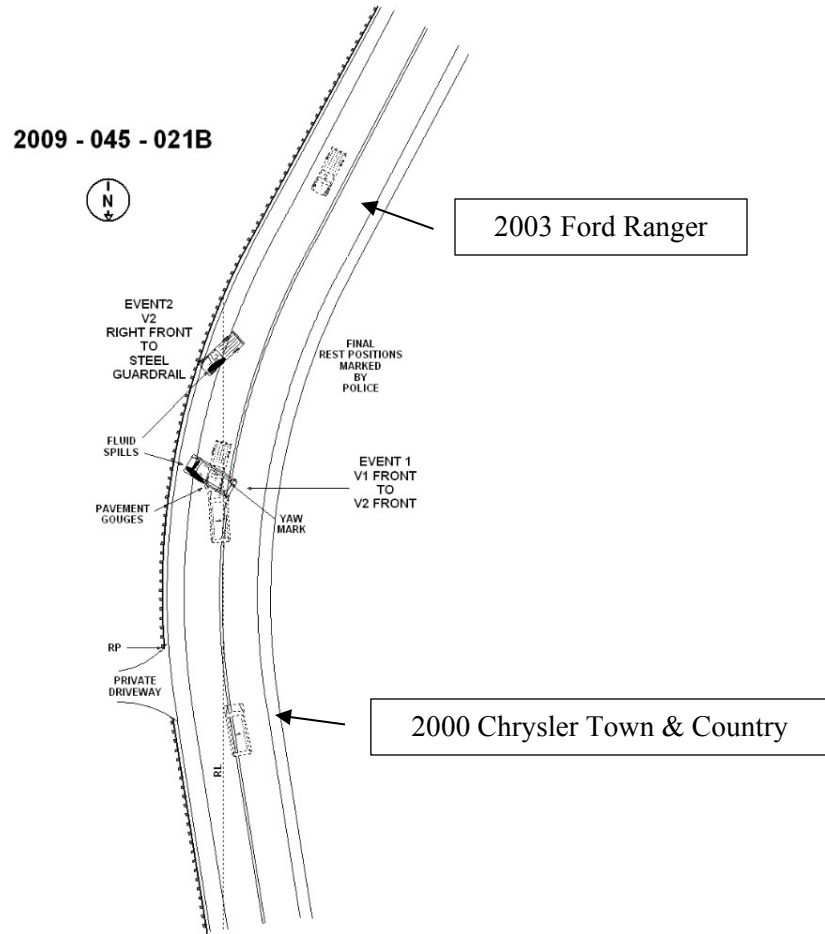 2009 - 045 - 021B
N
2003 Ford Ranger
EVENT2
V2
RIGHT FRONT
TO
STEEL
GUARDRAIL
FINAL
REST POSITIONS
MARKED
BY
POLICE
FLUID
SPILLS
EVENT 1
V1 FRONT
TO
V2 FRONT
PAVEMENT
GOUGES
YAW
MARK
RP
PRIVATE
DRIVEWAY
2000 Chrysler Town & Country
RL